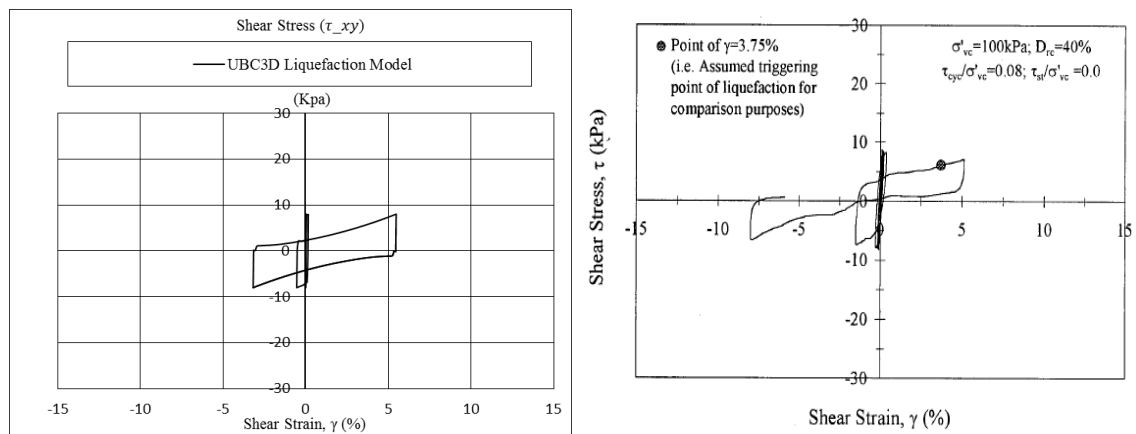 Shear Stress (τ_xy)
UBC3D Liquefaction Model
(Kpa)
30
20
10
0
-10
-20
-30
-15
-10
-5
0
5
10
15
Shear Strain, γ (%)
Point of γ=3.75%
(i.e. Assumed triggering
point of liquefaction for
comparison purposes)
σ'vc=100kPa; Drc=40%
τcyc/σ'vc=0.08; τst/σ'vc =0.0
Shear Stress, τ (kPa)
30
20
10
0
-10
-20
-30
-15
-10
-5
0
5
10
15
Shear Strain, γ (%)